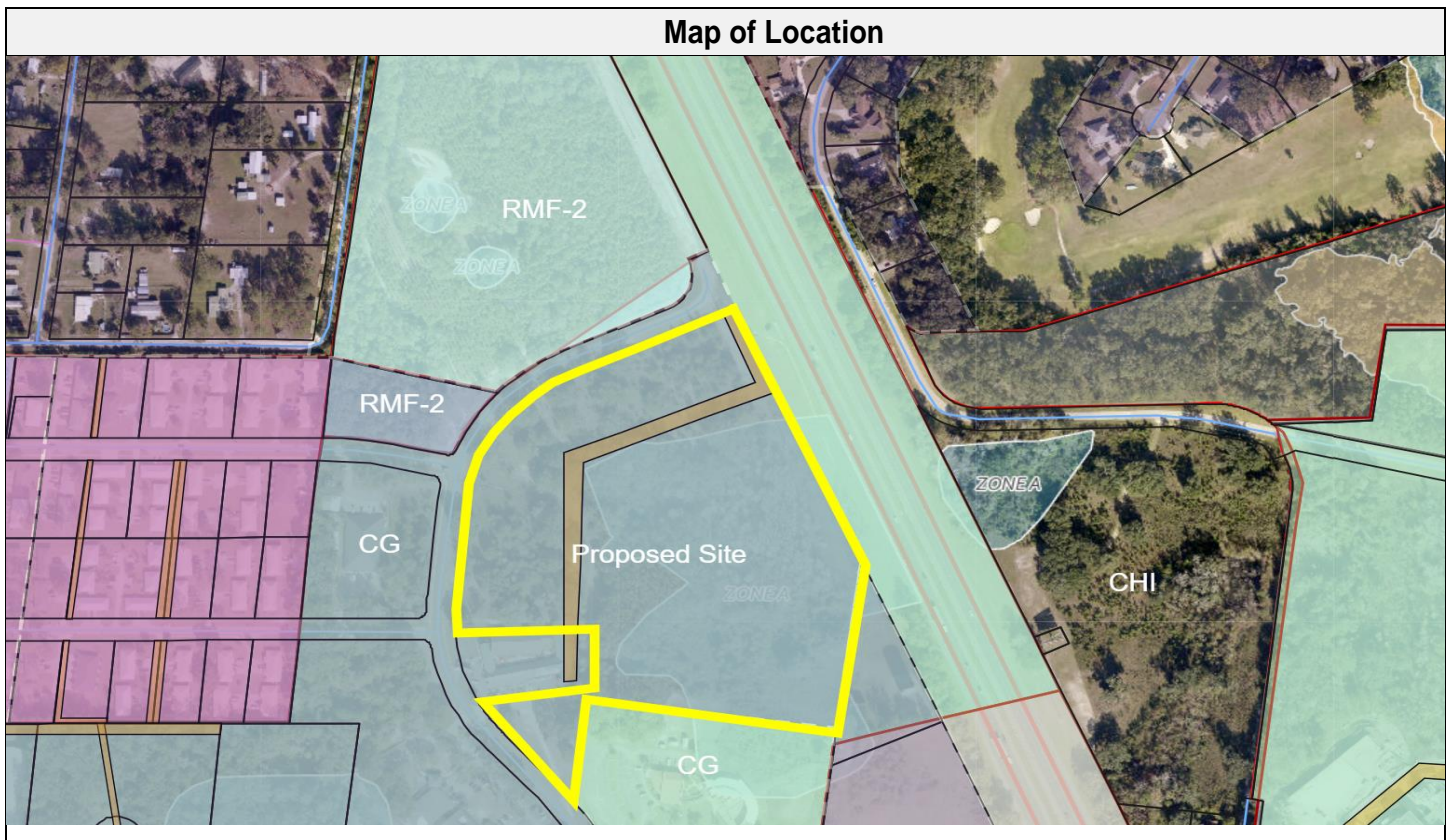 Map of Location
RMF-2
ZONE A
ZONE A
RMF-2
ZONE A
CG
Proposed Site
ZONE A
CHI
CG